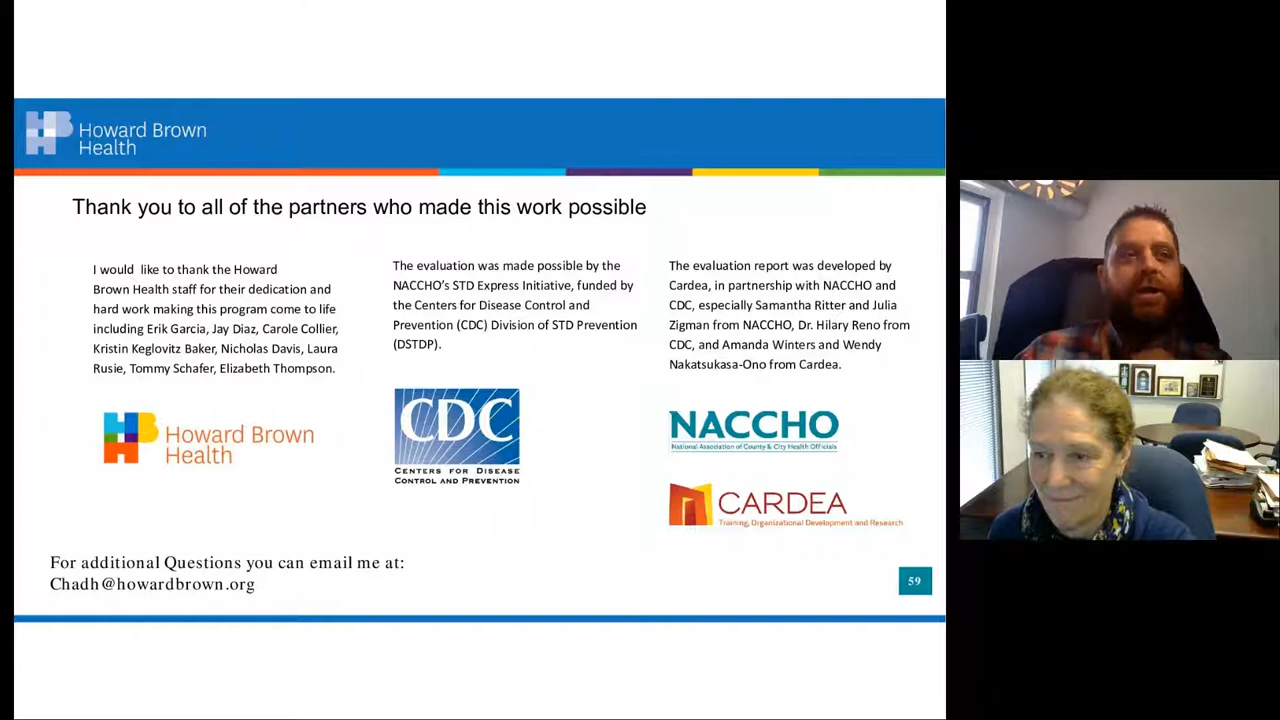 Howard Brown
Health
Thank you to all of the partners who made this work possible
I would like to thank the Howard
Brown Health staff for their dedication and
hard work making this program come to life
including Erik Garcia, Jay Diaz, Carole Collier,
Kristin Keglovitz Baker, Nicholas Davis, Laura
Rusie, Tommy Schafer, Elizabeth Thompson.
Howard Brown
Health
The evaluation was made possible by the
NACCHO's STD Express Initiative, funded by
the Centers for Disease Control and
Prevention (CDC) Division of STD Prevention
(DSTDP).
CDC
CENTERS FOR DISEASE
CONTROL AND PREVENTION
The evaluation report was developed by
Cardea, in partnership with NACCHO and
CDC, especially Samantha Ritter and Julia
Zigman from NACCHO, Dr. Hilary Reno from
CDC, and Amanda Winters and Wendy
Nakatsukasa-Ono from Cardea.
NACCHO
National Association of County & City Health Officials
CARDEA
Training, Organizational Development and Research
For additional Questions you can email me at:
Chadh@howardbrown.org
59